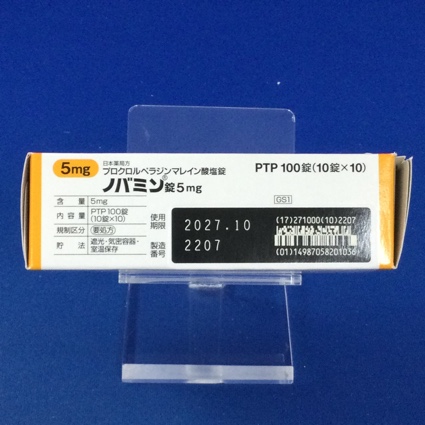 5mg
日本薬局方
プロクロルペラジンマレイン酸塩錠
ノバミン®錠5mg
PTP 100錠(10錠×10)
含量 5mg
内容量 PTP100錠
(10錠×10)
規制区分 要処方
貯法 遮光・気密容器・
室温保存
使用
期限
2027.10
製造
番号
2207
GS1
(17)271000(10)2207
(01)14987058201036